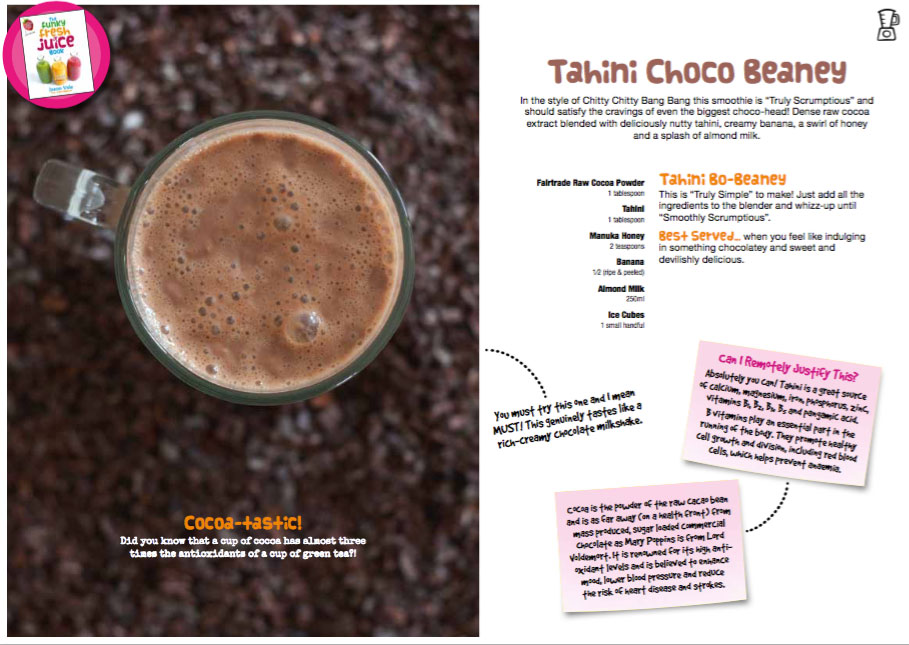 The
Funky
Fresh
Juice
Book
Jason Vale
Tahini Choco Beaney
In the style of Chitty Chitty Bang Bang this smoothie is “Truly Scrumptious” and
should satisfy the cravings of even the biggest choco-head! Dense raw cocoa
extract blended with deliciously nutty tahini, creamy banana, a swirl of honey
and a splash of almond milk.
Fairtrade Raw Cocoa Powder
1 tablespoon
Tahini
1 tablespoon
Manuka Honey
2 teaspoons
Banana
1/2 (ripe & peeled)
Almond Milk
250ml
Ice Cubes
1 small handful
Tahini Bo-Beaney
This is “Truly Simple” to make! Just add all the
ingredients to the blender and whizz-up until
“Smoothly Scrumptious”.
Best Served... when you feel like indulging
in something chocolatey and sweet and
devilishly delicious.
You must try this one and I mean
MUST! This genuinely tastes like a
rich-creamy chocolate milkshake.
Can I Remotely Justify This?
Absolutely you can! Tahini is a great source
of calcium, magnesium, iron, phosphorus, zinc,
vitamins B₁, B₂, B₃, B₅ and pangamic acid.
B vitamins play an essential part in the
running of the body. They promote healthy
cell growth and division, including red blood
cells, which helps prevent anaemia.
Cocoa is the powder of the raw Cacao bean
and is as far away (on a health front) from
mass produced, sugar loaded commercial
chocolate as Mary Poppins is from Lord
Voldemort. It is renowned for its high anti-
oxidant levels and is believed to enhance
mood, lower blood pressure and reduce
the risk of heart disease and strokes.
Cocoa-tastic!
Did you know that a cup of cocoa has almost three
times the antioxidants of a cup of green tea?!